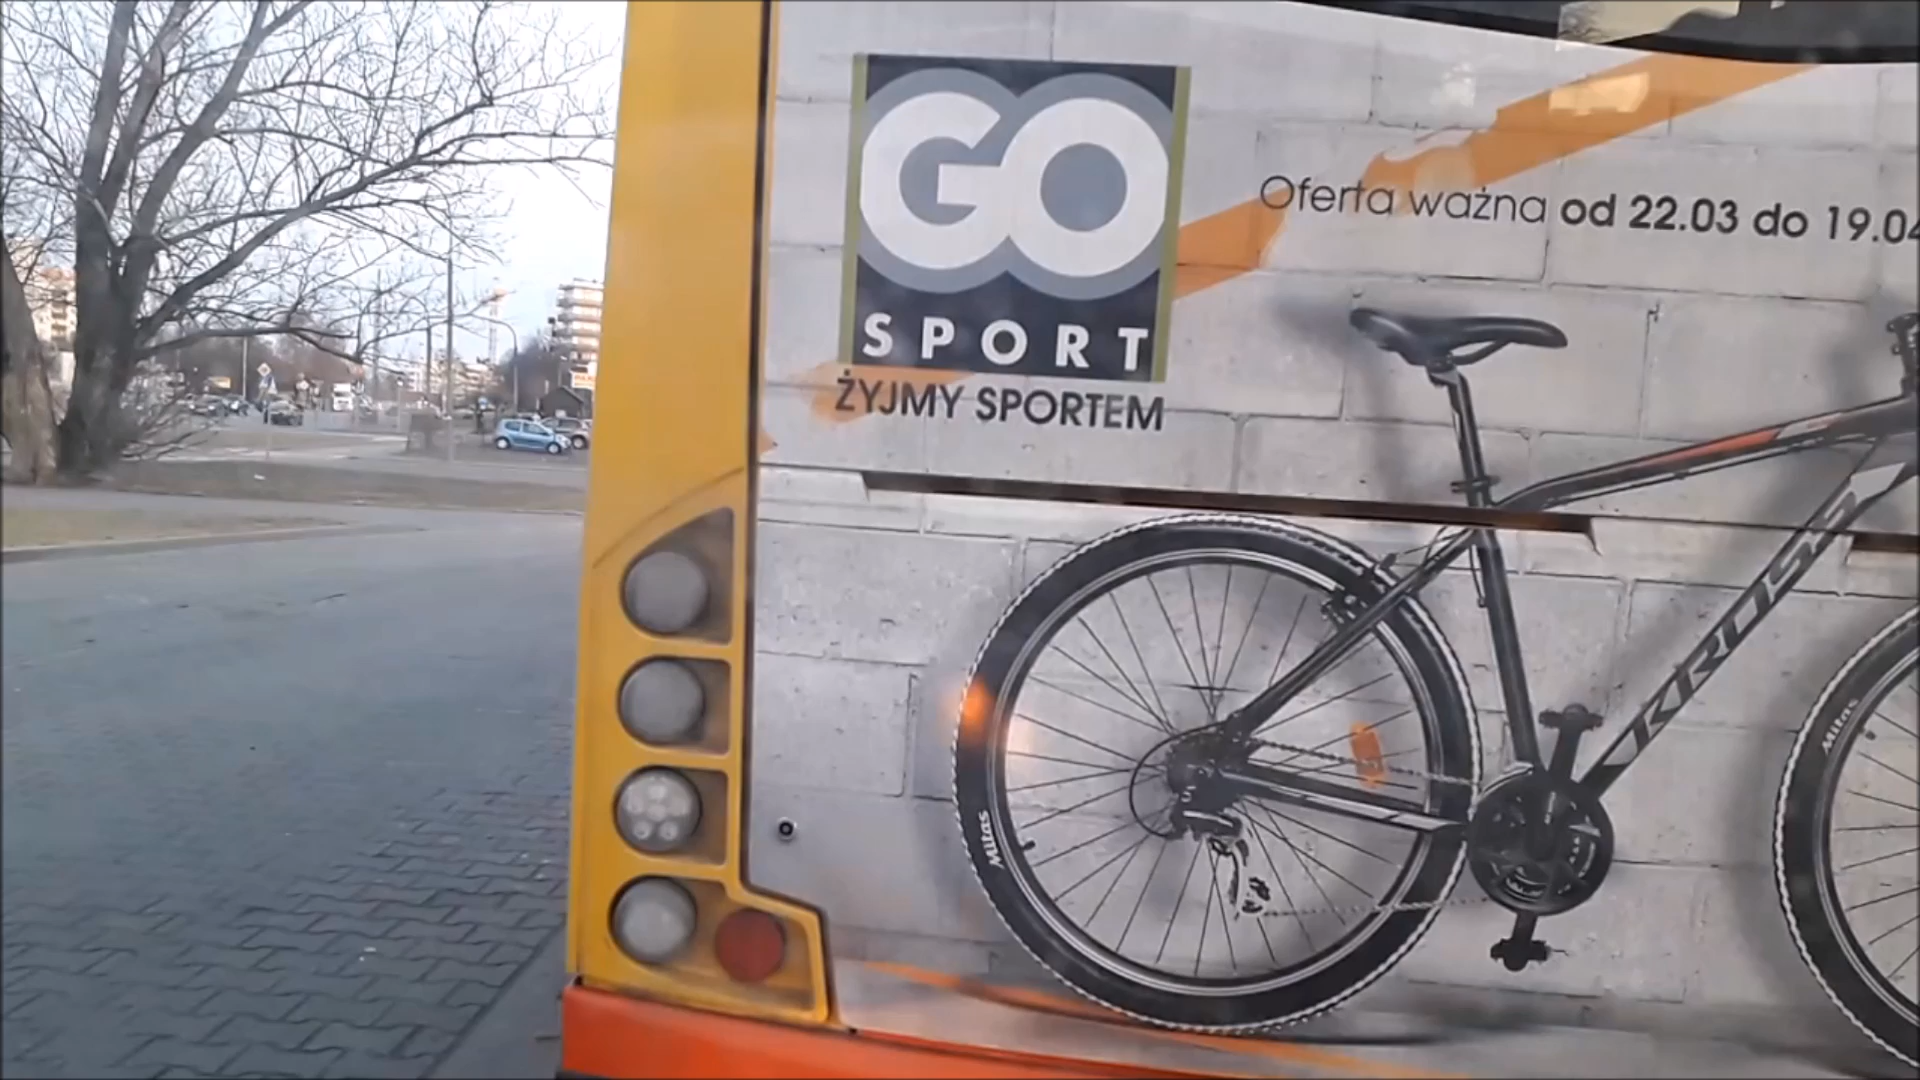 GO
SPORT
ŻYJMY SPORTEM
Oferta ważna od 22.03 do 19.04
KROSS
Mitas
Mitas